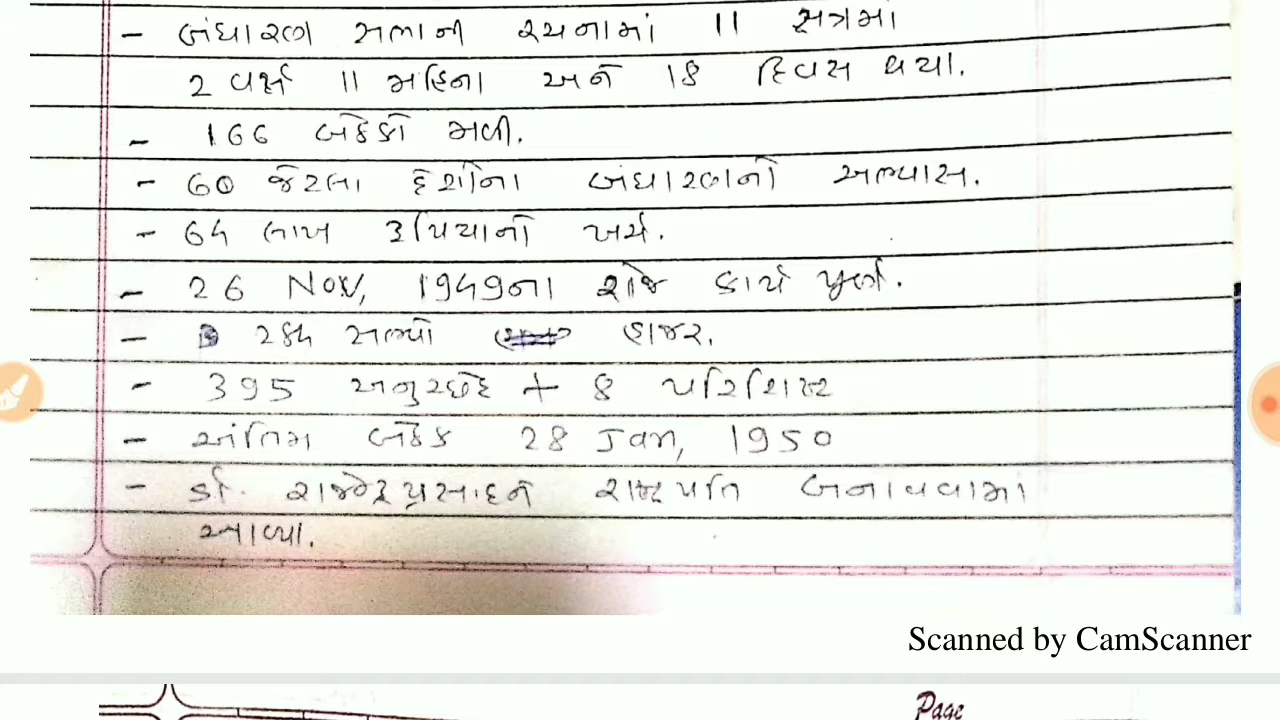 - બંધારણ સભાની રચનામાં 11 સત્રમાં
2 વર્ષ 11 મહિના અને 18 દિવસ થયા.
- 166 બેઠકો મળી.
- 60 જેટલા દેશોના બંધારણનો અભ્યાસ.
- 64 લાખ રૂપિયાનો ખર્ચ.
- 26 Nov, 1949ના રોજ કાર્ય પૂર્ણ.
- 284 સભ્યો હાજર.
- 395 અનુચ્છેદ + 8 પરિશિષ્ટ
- અંતિમ બેઠક 28 Jan, 1950
- ડૉ. રાજેન્દ્રપ્રસાદને રાષ્ટ્રપતિ બનાવવામાં
આવ્યા.
Scanned by CamScanner
Page